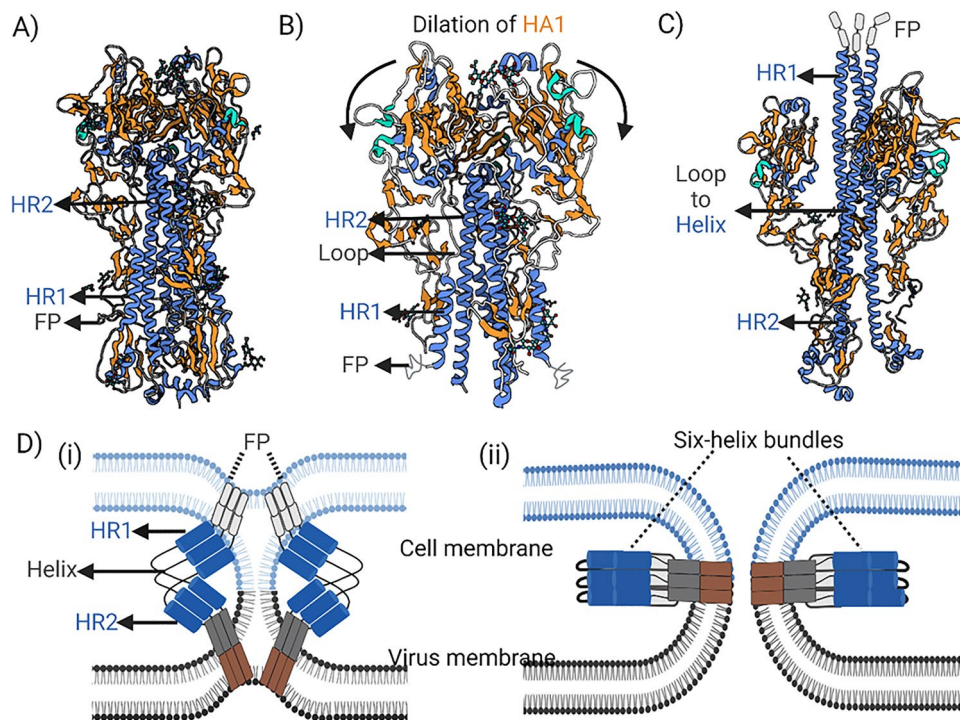 A)
HR2
HR1
FP
B)
Dilation of HA1
HR2
Loop
HR1
FP
C)
FP
HR1
Loop
to
Helix
HR2
D)
(i)
FP
HR1
Helix
HR2
Cell membrane
Virus membrane
(ii)
Six-helix bundles